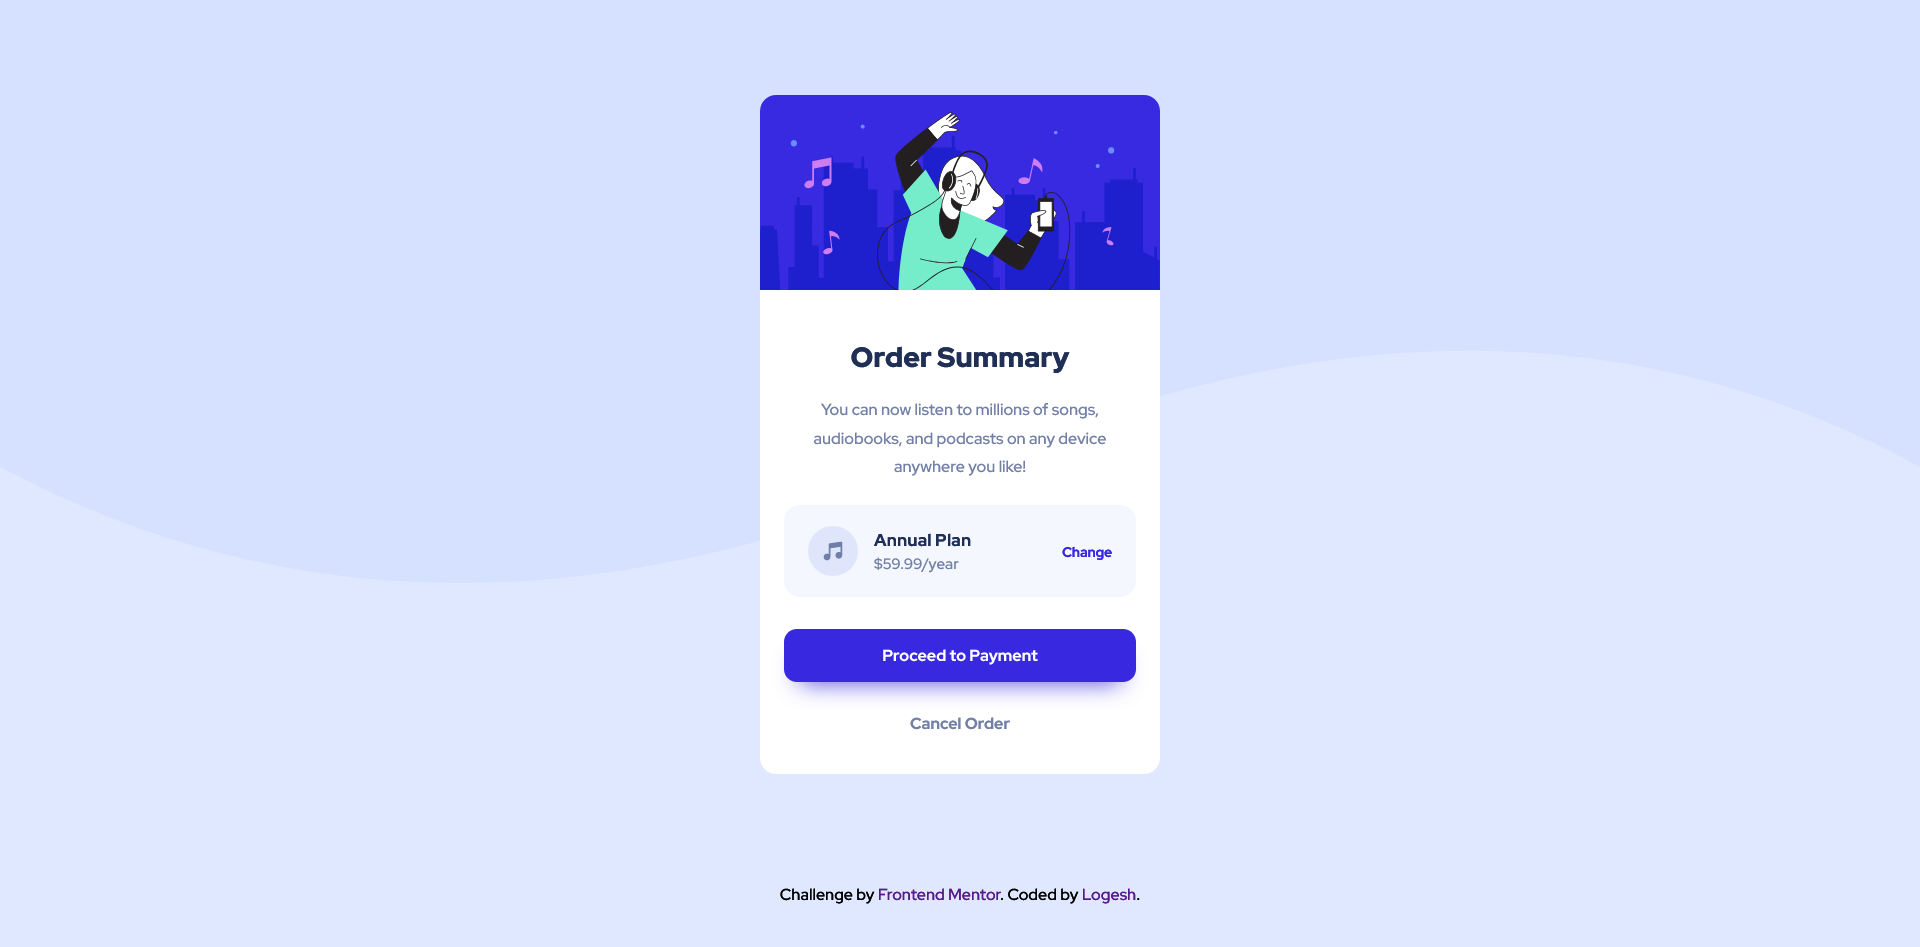 Order Summary
You can now listen to millions of songs,
audiobooks, and podcasts on any device
anywhere you like!
Annual Plan
$59.99/year
Change
Proceed to Payment
Cancel Order
Challenge by Frontend Mentor. Coded by Logesh.